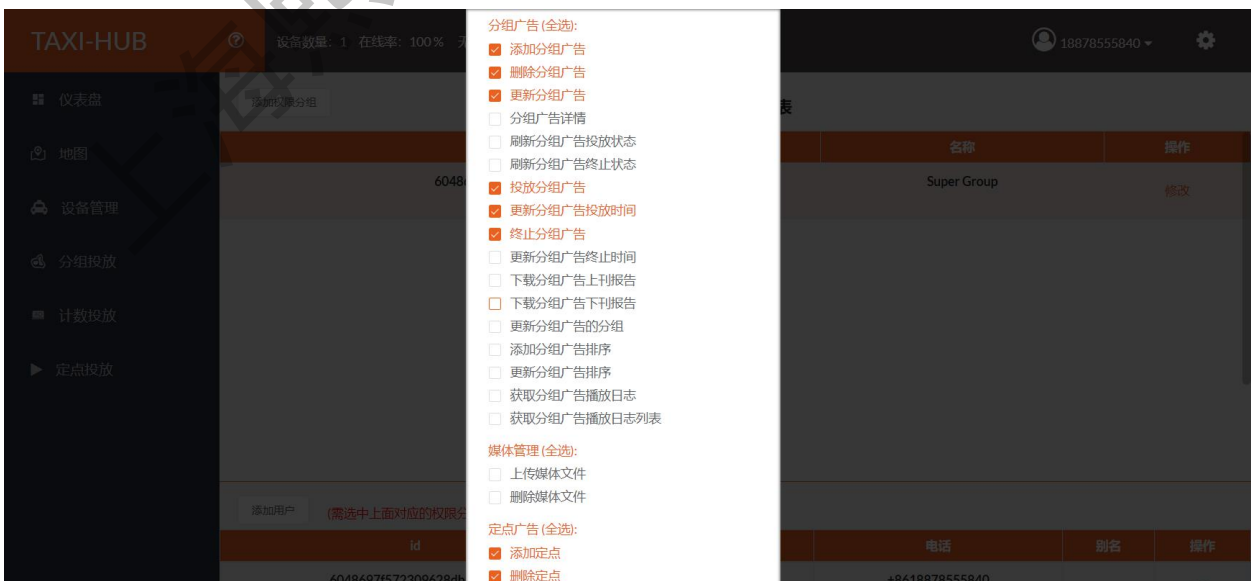 TAXI-HUB
设备数量: 1 在线率: 100%
18878555840
仪表盘
地图
设备管理
分组投放
计数投放
定点投放
添加权限分组
表
名称
操作
6048
Super Group
修改
分组广告 (全选):
添加分组广告
删除分组广告
更新分组广告
分组广告详情
刷新分组广告投放状态
刷新分组广告终止状态
投放分组广告
更新分组广告投放时间
终止分组广告
更新分组广告终止时间
下载分组广告上刊报告
下载分组广告下刊报告
更新分组广告的分组
添加分组广告排序
更新分组广告排序
获取分组广告播放日志
获取分组广告播放日志列表
媒体管理 (全选):
上传媒体文件
删除媒体文件
定点广告 (全选):
添加定点
删除定点
添加用户
(需选中上面对应的权限分
id
电话
别名
操作
+8618878555840